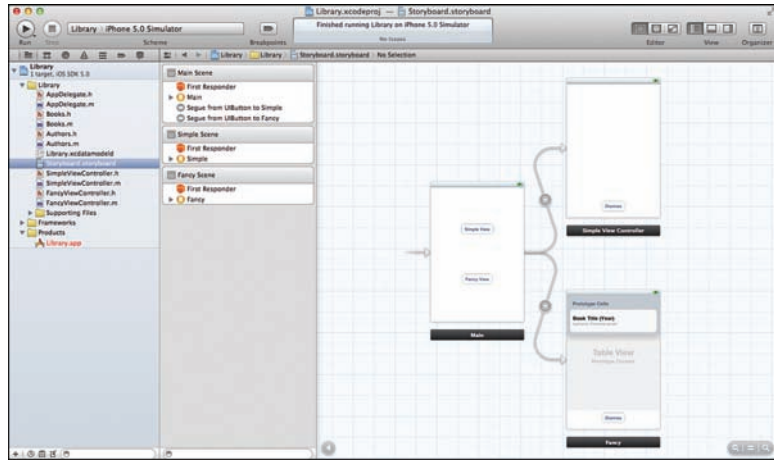 Library.xcodeproj — Storyboard.storyboard
Run
Stop
Library
iPhone 5.0 Simulator
Scheme
Breakpoints
Finished running Library on iPhone 5.0 Simulator
No Issues
Editor
View
Organizer
Library
Library
Storyboard.storyboard
No Selection
Library
1 target, iOS SDK 5.0
Library
AppDelegate.h
AppDelegate.m
Books.h
Books.m
Authors.h
Authors.m
Library.xcdatamodeld
Storyboard.storyboard
SimpleViewController.h
SimpleViewController.m
FancyViewController.h
FancyViewController.m
Supporting Files
Frameworks
Products
Library.app
Main Scene
First Responder
Main
Segue from UIButton to Simple
Segue from UIButton to Fancy
Simple Scene
First Responder
Simple
Fancy Scene
First Responder
Fancy
Simple View
Fancy View
Main
Dismiss
Simple View Controller
Prototype Cells
Book Title (Year)
Table View
Prototype Content
Dismiss
Fancy